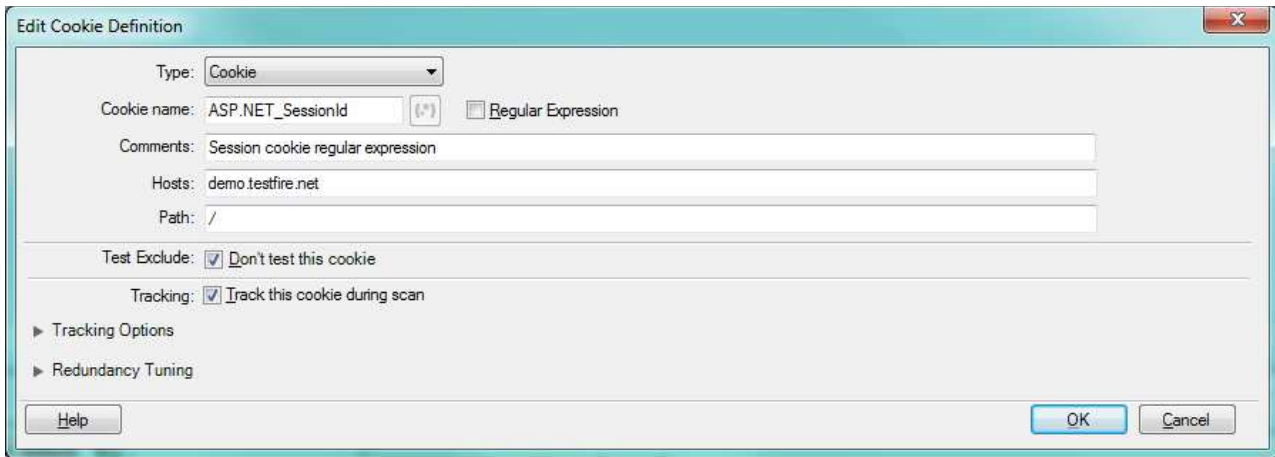 Edit Cookie Definition
Type: Cookie
Cookie name: ASP.NET_SessionId (.*) Regular Expression
Comments: Session cookie regular expression
Hosts: demo.testfire.net
Path: /
Test Exclude: Don't test this cookie
Tracking: Track this cookie during scan
Tracking Options
Redundancy Tuning
Help OK Cancel